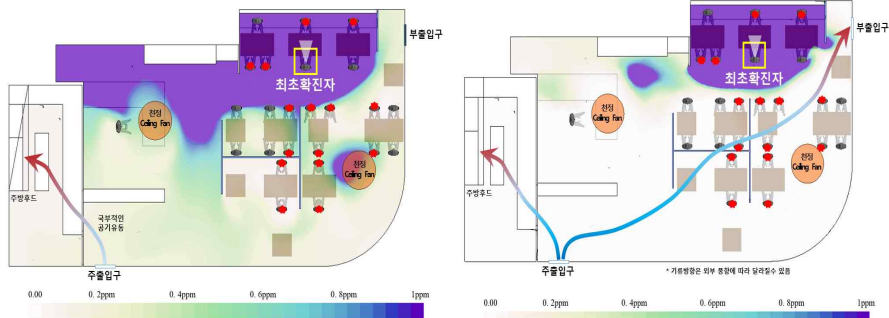 부출입구
최초확진자
천정
Ceiling Fan
천정
Ceiling Fan
주방후드
국부적인
공기유동
주출입구
0.00 0.2ppm 0.4ppm 0.6ppm 0.8ppm 1ppm
부출입구
최초확진자
천정
Ceiling Fan
천정
Ceiling Fan
주방후드
주출입구
* 기류방향은 외부 풍향에 따라 달라질수 있음
0.00 0.2ppm 0.4ppm 0.6ppm 0.8ppm 1ppm